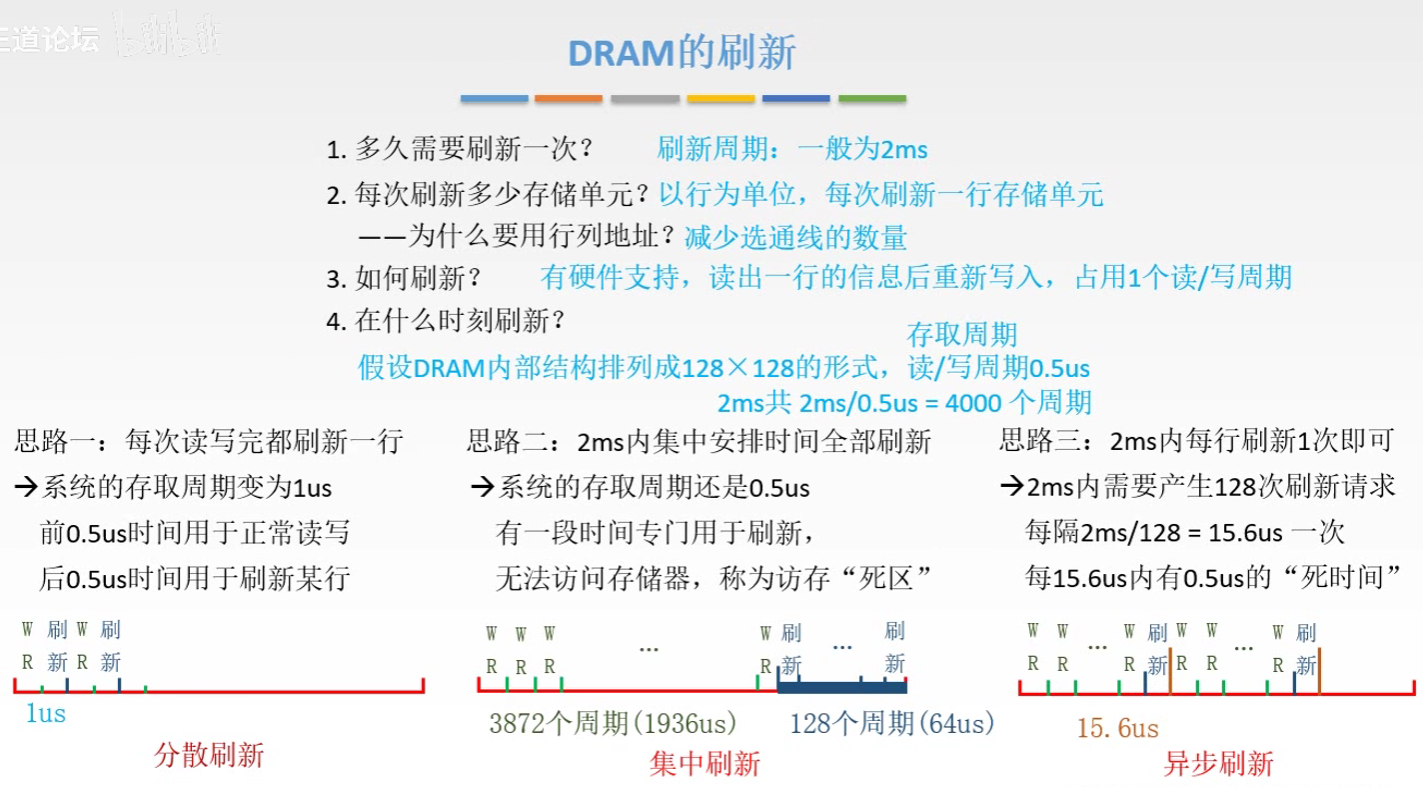 王道论坛
DRAM的刷新
1. 多久需要刷新一次? 刷新周期：一般为2ms
2. 每次刷新多少存储单元? 以行为单位，每次刷新一行存储单元
——为什么要用行列地址? 减少选通线的数量
3. 如何刷新? 有硬件支持，读出一行的信息后重新写入，占用1个读/写周期
4. 在什么时刻刷新?
存取周期
假设DRAM内部结构排列成128×128的形式，读/写周期0.5us
2ms共 2ms/0.5us = 4000 个周期
思路一：每次读写完都刷新一行
→系统的存取周期变为1us
前0.5us时间用于正常读写
后0.5us时间用于刷新某行
W 刷 W 刷
R 新 R 新
1us
分散刷新
思路二：2ms内集中安排时间全部刷新
→系统的存取周期还是0.5us
有一段时间专门用于刷新，
无法访问存储器，称为访存“死区”
W W W ... W 刷 ... 刷
R R R R 新 新
3872个周期(1936us) 128个周期(64us)
集中刷新
思路三：2ms内每行刷新1次即可
→2ms内需要产生128次刷新请求
每隔2ms/128 = 15.6us 一次
每15.6us内有0.5us的“死时间”
W W ... W 刷 W W ... W 刷
R R R 新 R R R 新
15.6us
异步刷新